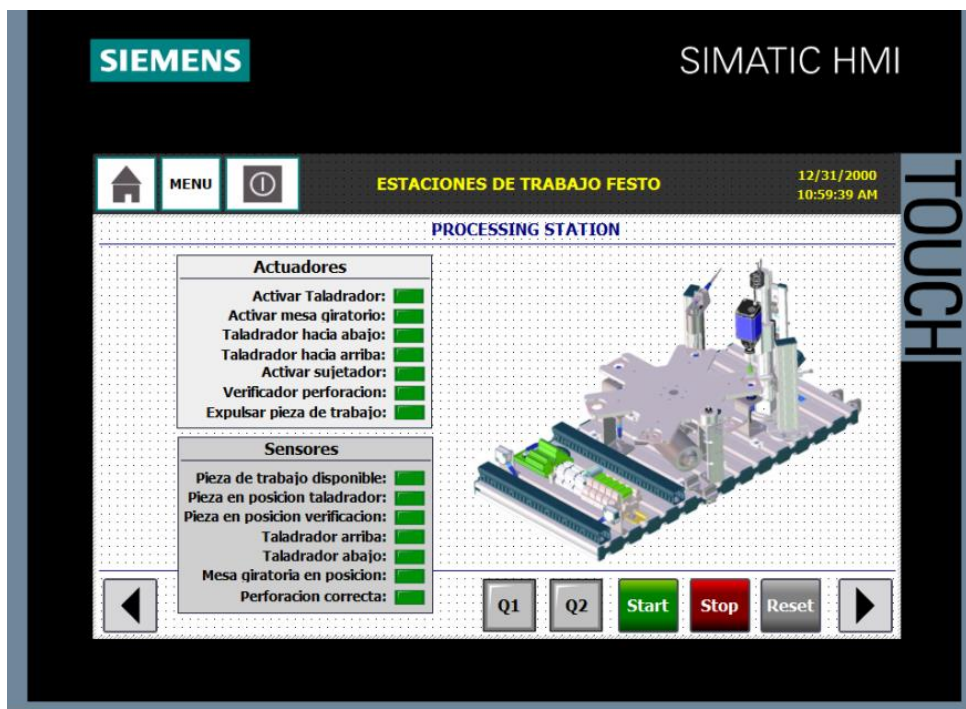 SIEMENS
SIMATIC HMI
TOUCH
MENU
ESTACIONES DE TRABAJO FESTO
12/31/2000
10:59:39 AM
PROCESSING STATION
Actuadores
Activar Taladrador:
Activar mesa giratorio:
Taladrador hacia abajo:
Taladrador hacia arriba:
Activar sujetador:
Verificador perforacion:
Expulsar pieza de trabajo:
Sensores
Pieza de trabajo disponible:
Pieza en posicion taladrador:
Pieza en posicion verificacion:
Taladrador arriba:
Taladrador abajo:
Mesa giratoria en posicion:
Perforacion correcta:
Q1
Q2
Start
Stop
Reset